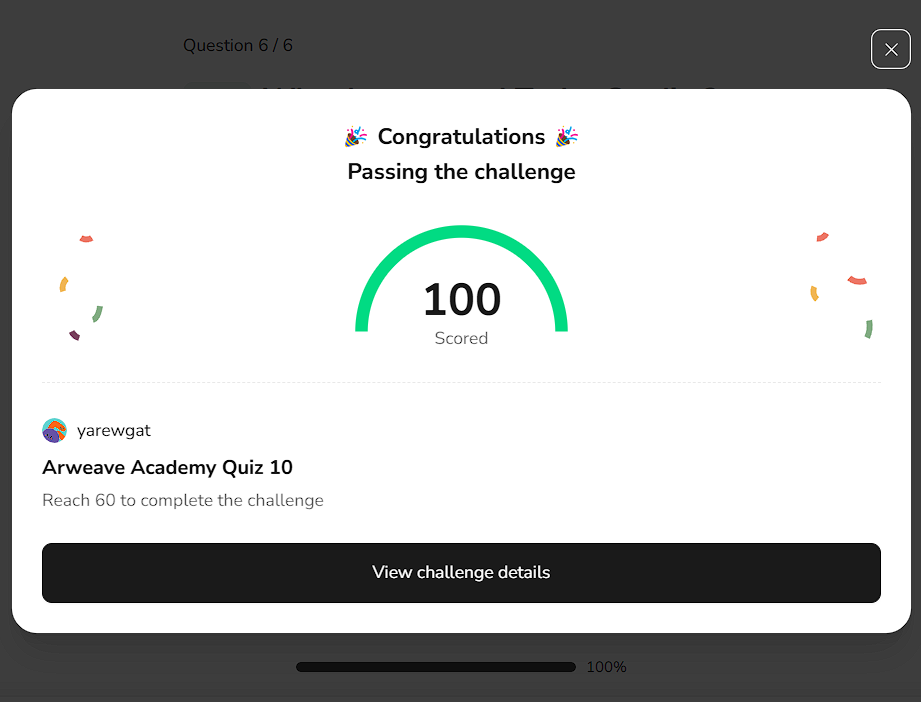 Question 6 / 6
🎉 Congratulations 🎉
Passing the challenge
100
Scored
yarewgat
Arweave Academy Quiz 10
Reach 60 to complete the challenge
View challenge details
100%